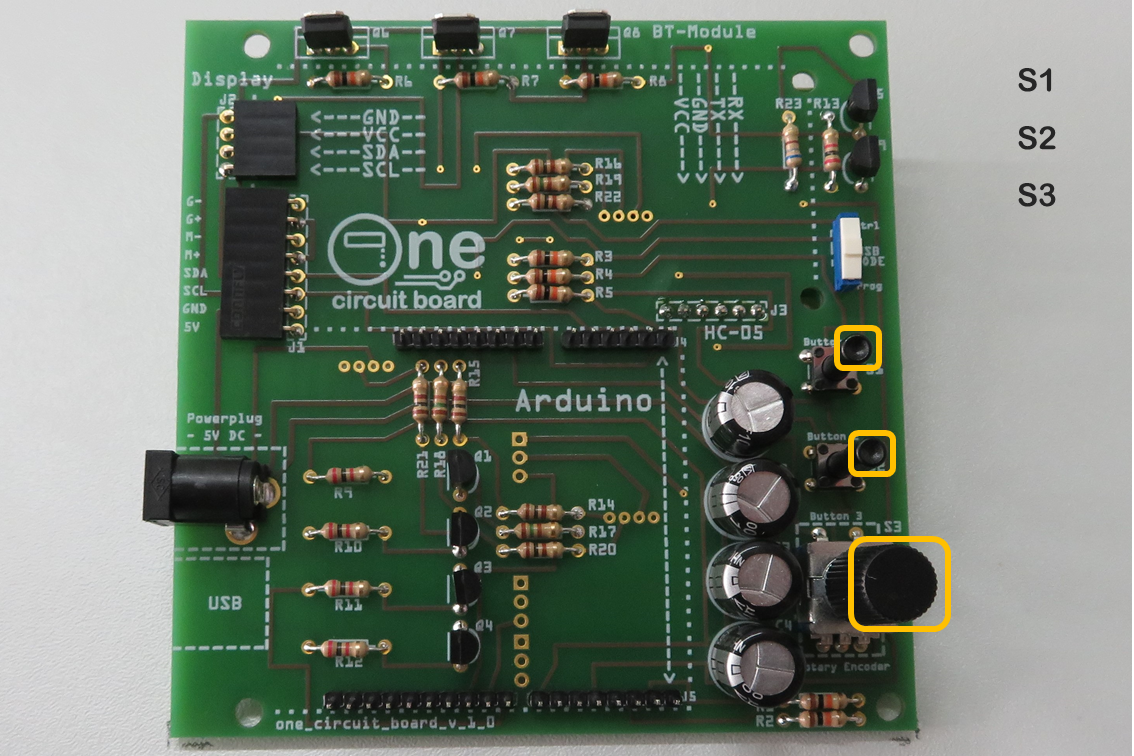 Q6
Q7
Q8
BT-Module
Display
R6
R7
R8
J2
<---GND---
<---VCC---
<---SDA---
<---SCL---
VCC
GND
TX
RX
R23
R13
S1
S2
S3
R16
R19
R22
G-
G+
M-
M+
SDA
SCL
GND
5V
One
circuit board
R3
R4
R5
J3
HC-05
Prog
J1
R15
Arduino
Button
Powerplug
- 5V DC -
R21
R18
Q1
Button
R9
Q2
R14
R17
R20
Button 3
S3
R10
Q3
USB
R11
Q4
C4
R12
tary Encoder
J5
R2
one_circuit_board_v_1_0